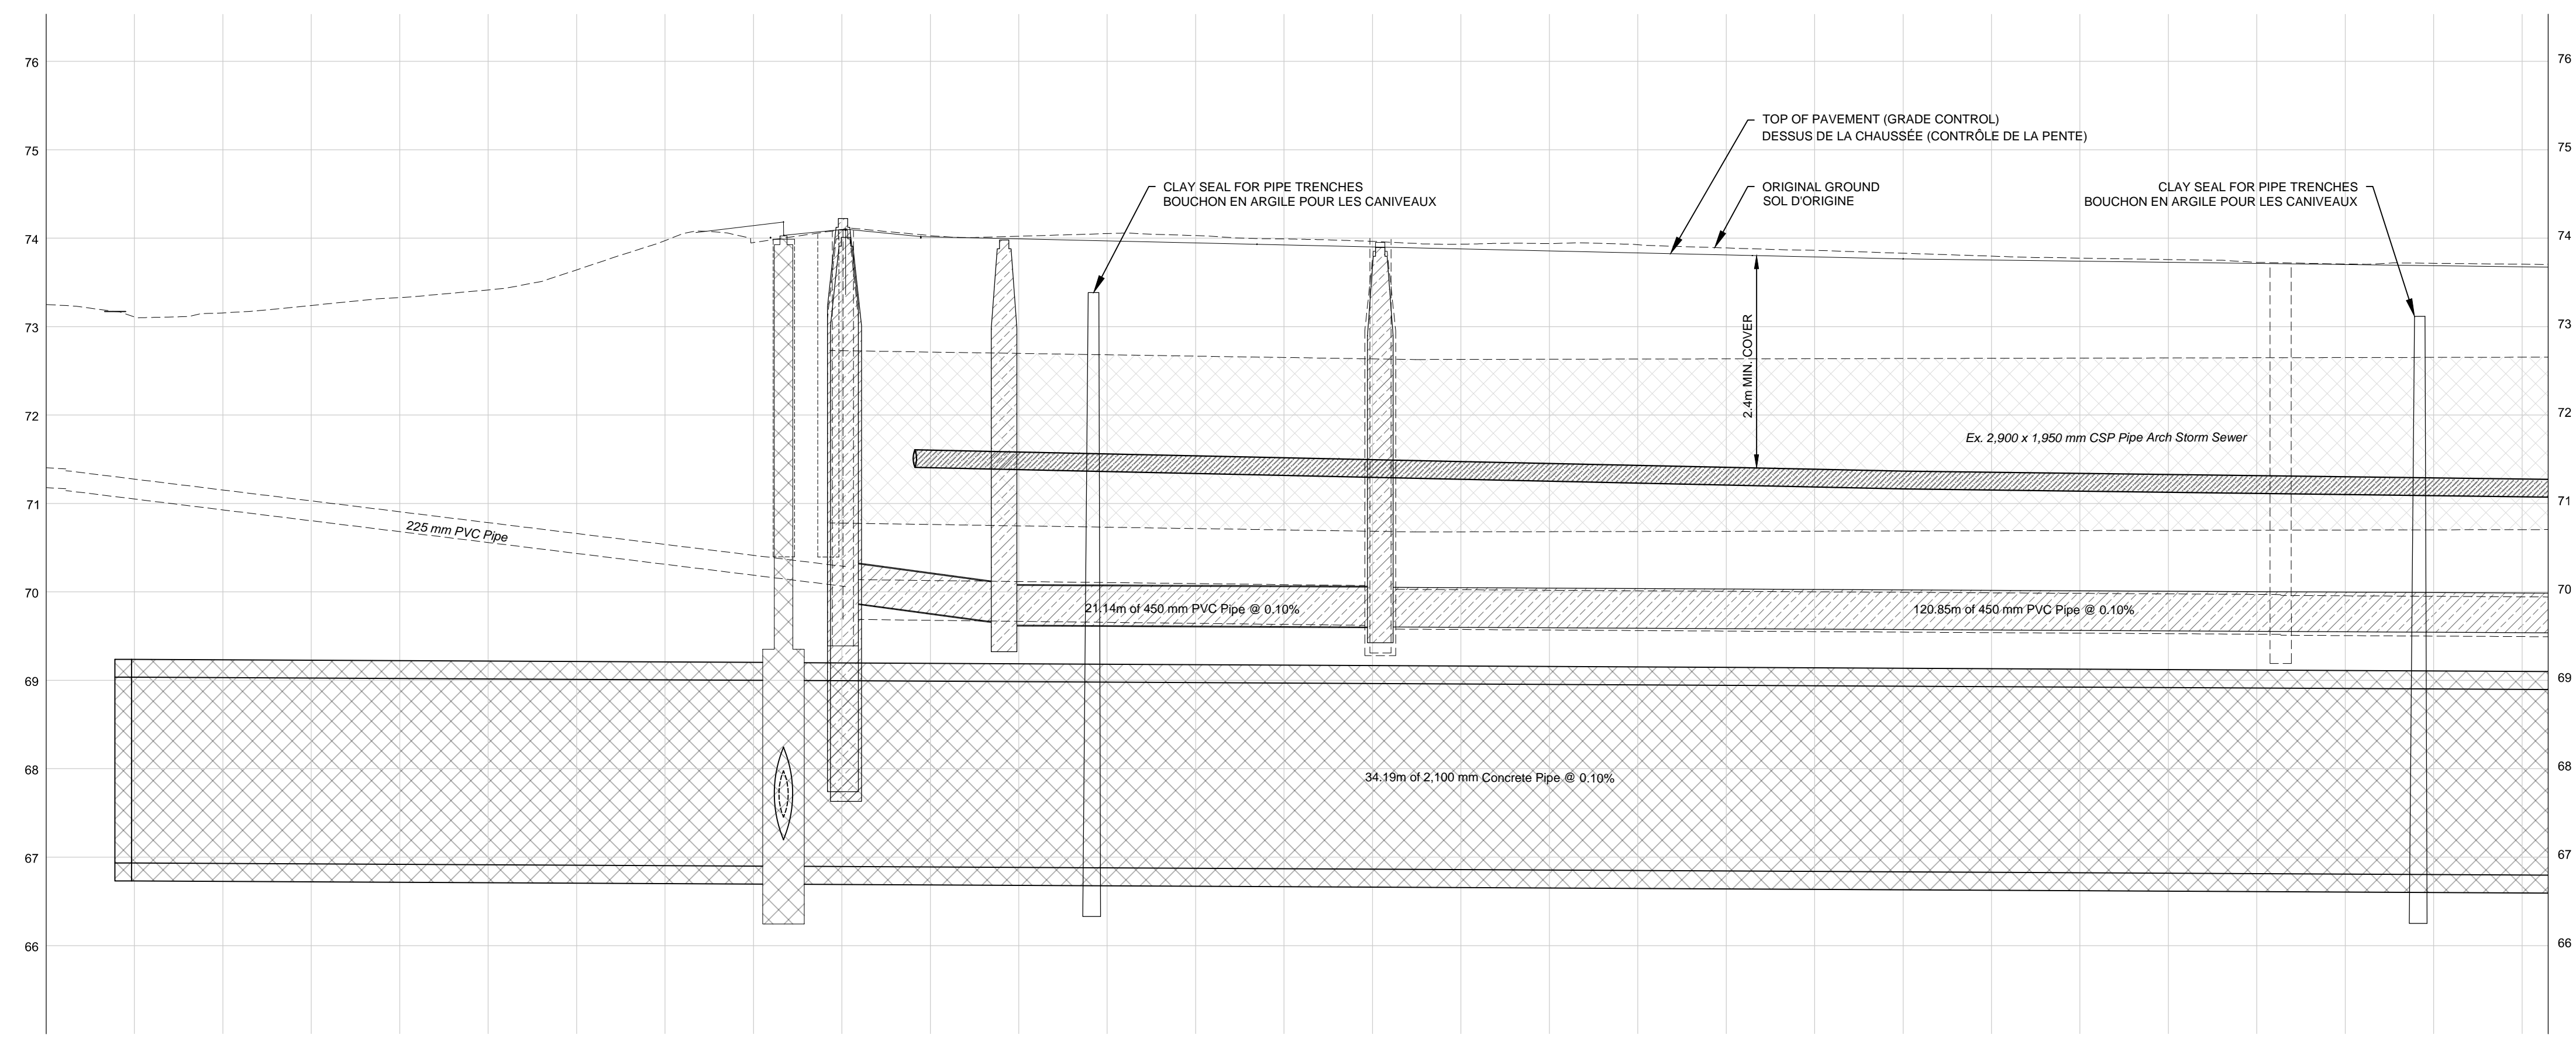 76
76
TOP OF PAVEMENT (GRADE CONTROL)
DESSUS DE LA CHAUSSÉE (CONTRÔLE DE LA PENTE)
75
75
CLAY SEAL FOR PIPE TRENCHES
BOUCHON EN ARGILE POUR LES CANIVEAUX
ORIGINAL GROUND
SOL D'ORIGINE
CLAY SEAL FOR PIPE TRENCHES
BOUCHON EN ARGILE POUR LES CANIVEAUX
74
74
73
73
2.4m MIN. COVER
72
72
Ex. 2,900 x 1,950 mm CSP Pipe Arch Storm Sewer
71
71
225 mm PVC Pipe
70
70
21.14m of 450 mm PVC Pipe @ 0.10%
120.85m of 450 mm PVC Pipe @ 0.10%
69
69
68
68
34.19m of 2,100 mm Concrete Pipe @ 0.10%
67
67
66
66